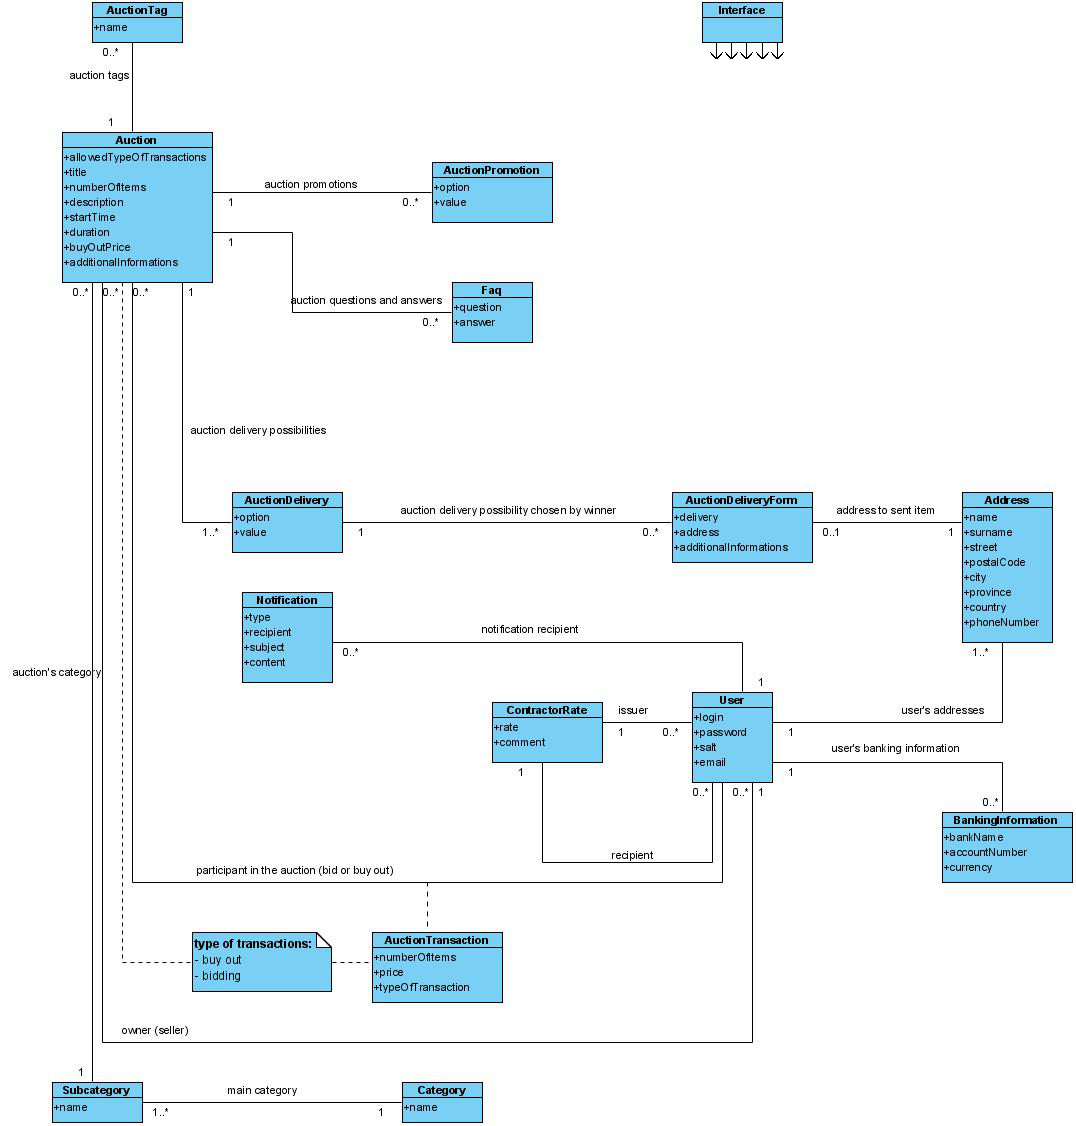 AuctionTag
+name
Interface
0..*
auction tags
1
Auction
+allowedTypeOfTransactions
+title
+numberOfItems
+description
+startTime
+duration
+buyOutPrice
+additionalInformations
auction promotions
1
0..*
AuctionPromotion
+option
+value
1
auction questions and answers
0..*
Faq
+question
+answer
0..*
0..*
0..*
1
auction delivery possibilities
1..*
AuctionDelivery
+option
+value
auction delivery possibility chosen by winner
1
0..*
AuctionDeliveryForm
+delivery
+address
+additionalInformations
address to sent item
0..1
1
Address
+name
+surname
+street
+postalCode
+city
+province
+country
+phoneNumber
1..*
Notification
+type
+recipient
+subject
+content
notification recipient
0..*
1
auction's category
ContractorRate
+rate
+comment
issuer
1
0..*
User
+login
+password
+salt
+email
user's addresses
1
user's banking information
1
0..*
1
0..*
0..*
1
BankingInformation
+bankName
+accountNumber
+currency
recipient
participant in the auction (bid or buy out)
type of transactions:
- buy out
- bidding
AuctionTransaction
+numberOfItems
+price
+typeOfTransaction
owner (seller)
1
Subcategory
+name
main category
1..*
1
Category
+name